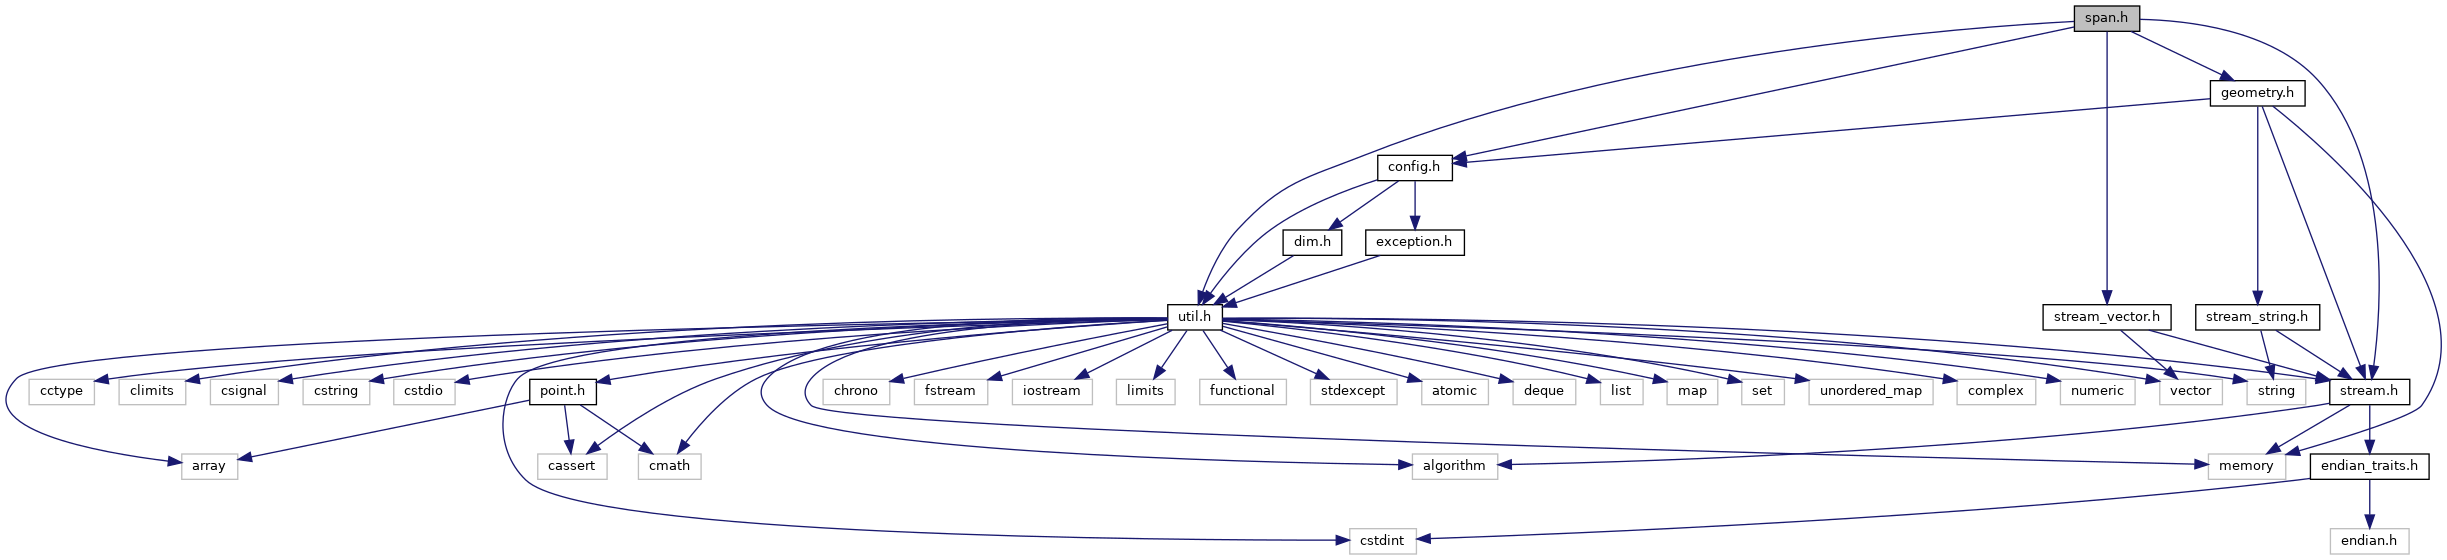 span.h
geometry.h
config.h
dim.h
exception.h
util.h
stream_vector.h
stream_string.h
cctype
climits
csignal
cstring
cstdio
point.h
chrono
fstream
iostream
limits
functional
stdexcept
atomic
deque
list
map
set
unordered_map
complex
numeric
vector
string
stream.h
array
cassert
cmath
algorithm
memory
endian_traits.h
cstdint
endian.h